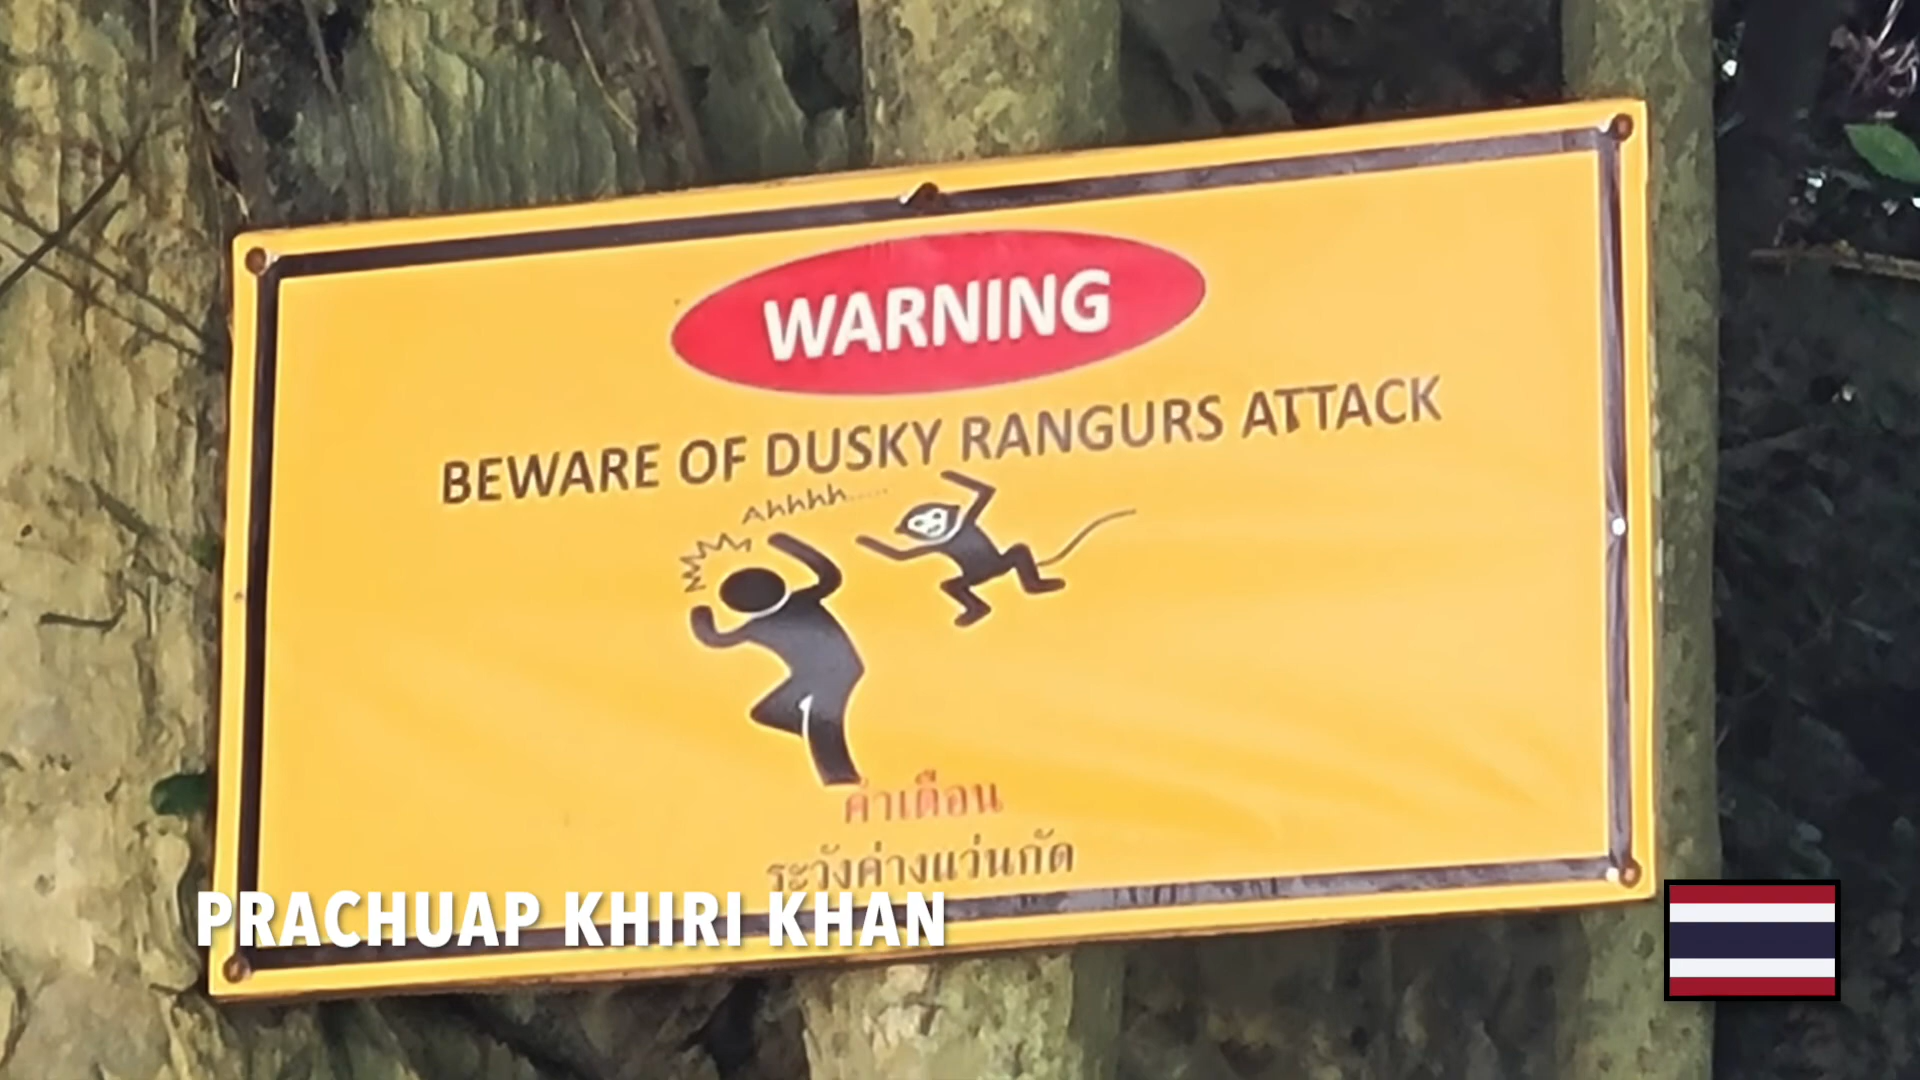 WARNING
BEWARE OF DUSKY RANGURS ATTACK
Ahhhh.....
คำเตือน
ระวังค่างแว่นกัด
PRACHUAP KHIRI KHAN